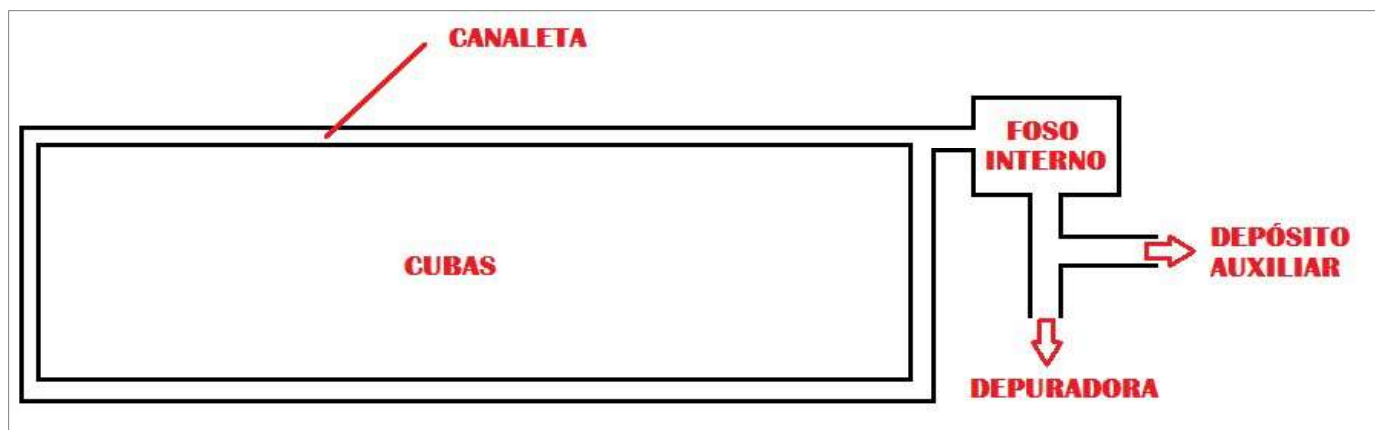 CANALETA
FOSO
INTERNO
DEPÓSITO
AUXILIAR
CUBAS
DEPURADORA